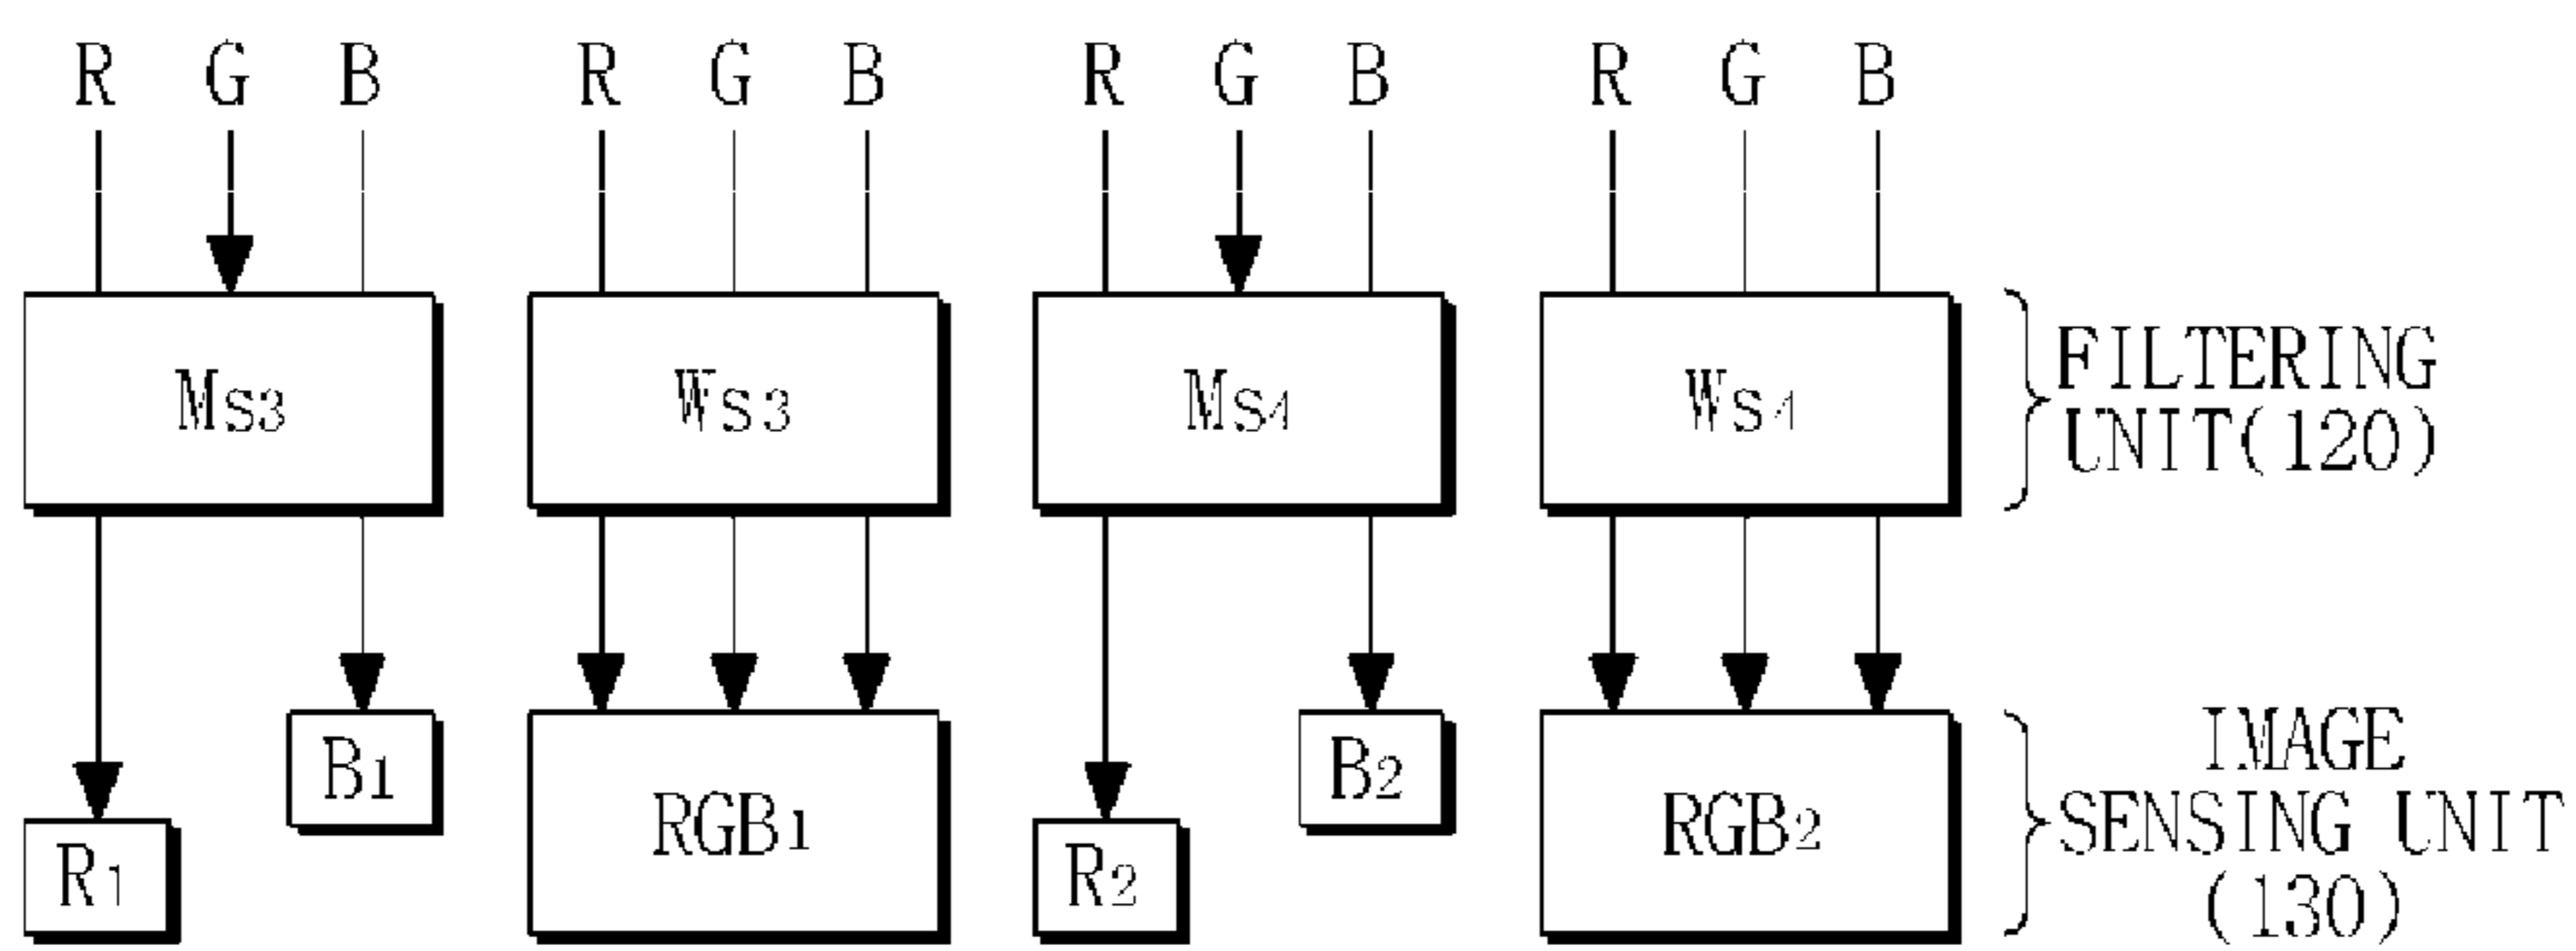 R G B R G B R G B R G B
Ms3 Ws3 Ms4 Ws4
FILTERING
UNIT(120)
B1 B2
R1 RGB1 R2 RGB2
IMAGE
SENSING UNIT
(130)